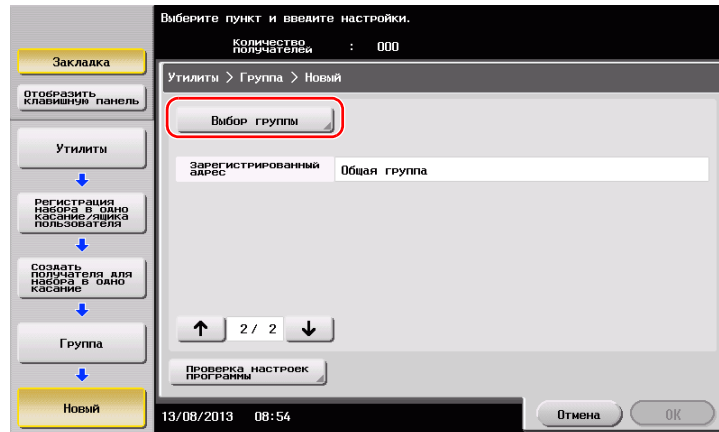 Выберите пункт и введите настройки.
Количество
получателей : 000
Закладка
Отобразить
клавишную панель
Утилиты
Регистрация
набора в одно
касание/ящика
пользователя
Создать
получателя для
набора в одно
касание
Группа
Новый
Утилиты > Группа > Новый
Выбор группы
Зарегистрированный
адрес
Общая группа
↑ 2/ 2 ↓
Проверка настроек
программы
13/08/2013 08:54
Отмена
OK